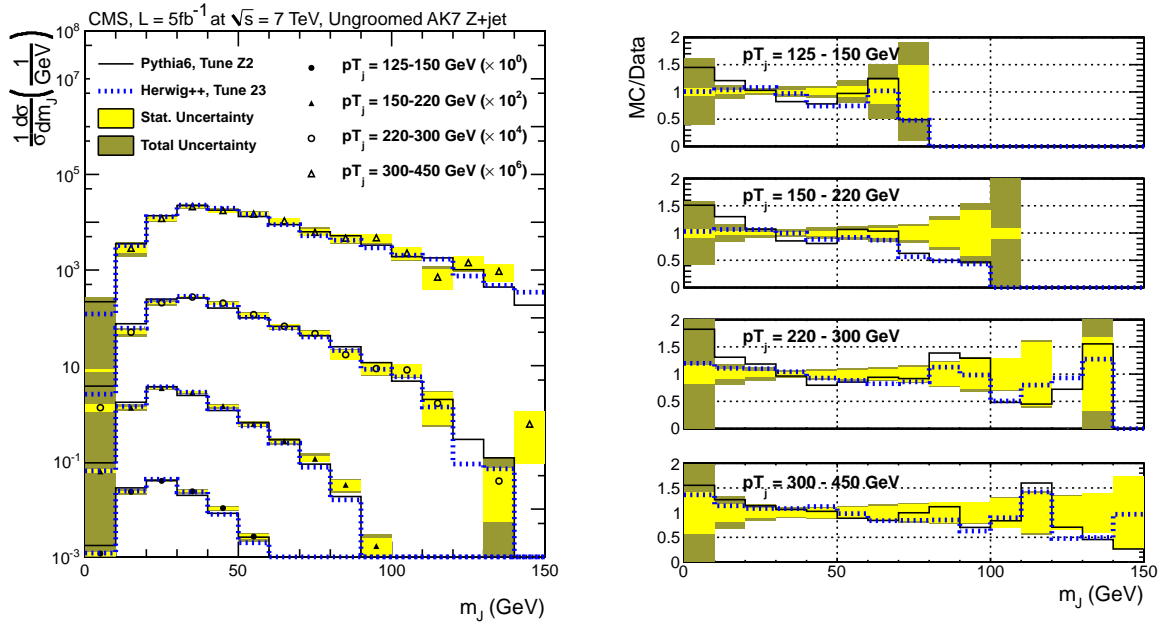 CMS, L = 5fb⁻¹ at √s = 7 TeV, Ungroomed AK7 Z+jet
1/σ dσ/dm_J (1/GeV)
10⁸
10⁷
10⁵
10³
10
10⁻¹
10⁻³
Pythia6, Tune Z2
Herwig++, Tune 23
Stat. Uncertainty
Total Uncertainty
pT_j = 125-150 GeV (× 10⁰)
pT_j = 150-220 GeV (× 10²)
pT_j = 220-300 GeV (× 10⁴)
pT_j = 300-450 GeV (× 10⁶)
0 50 100 150
m_J (GeV)
MC/Data
pT_j = 125 - 150 GeV
2
1.5
1
0.5
0
pT_j = 150 - 220 GeV
2
1.5
1
0.5
0
pT_j = 220 - 300 GeV
2
1.5
1
0.5
0
pT_j = 300 - 450 GeV
2
1.5
1
0.5
0
0 50 100 150
m_J (GeV)